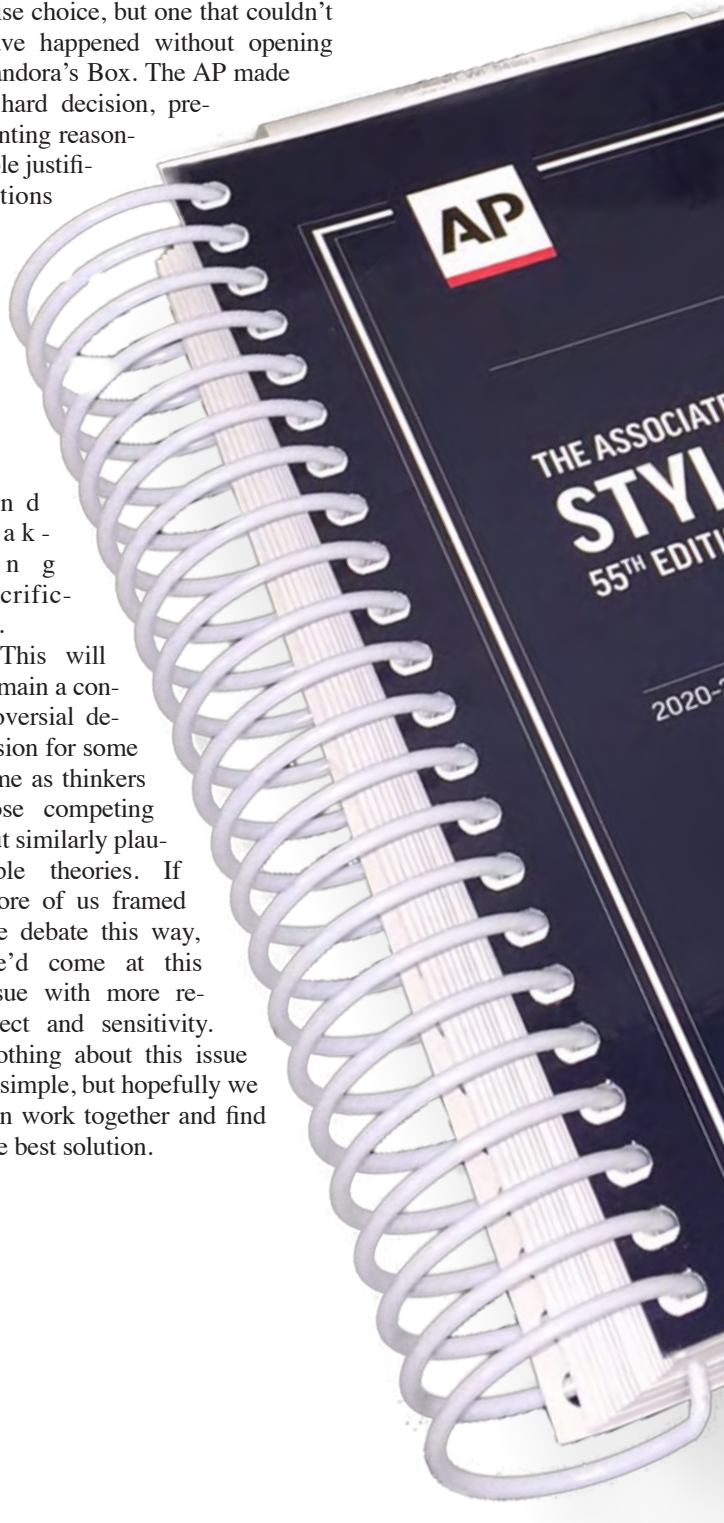 ise choice, but one that couldn't
ve happened without opening
andora's Box. The AP made
hard decision, pre-
nting reason-
le justifi-
tions
n d
a k -
n g
crific-
.
This will
main a con-
oversial de-
sion for some
me as thinkers
ose competing
ut similarly plau-
ble theories. If
ore of us framed
e debate this way,
e'd come at this
sue with more re-
ect and sensitivity.
othing about this issue
simple, but hopefully we
n work together and find
e best solution.
AP
THE ASSOCIATE
STYL
55TH EDITI
2020-